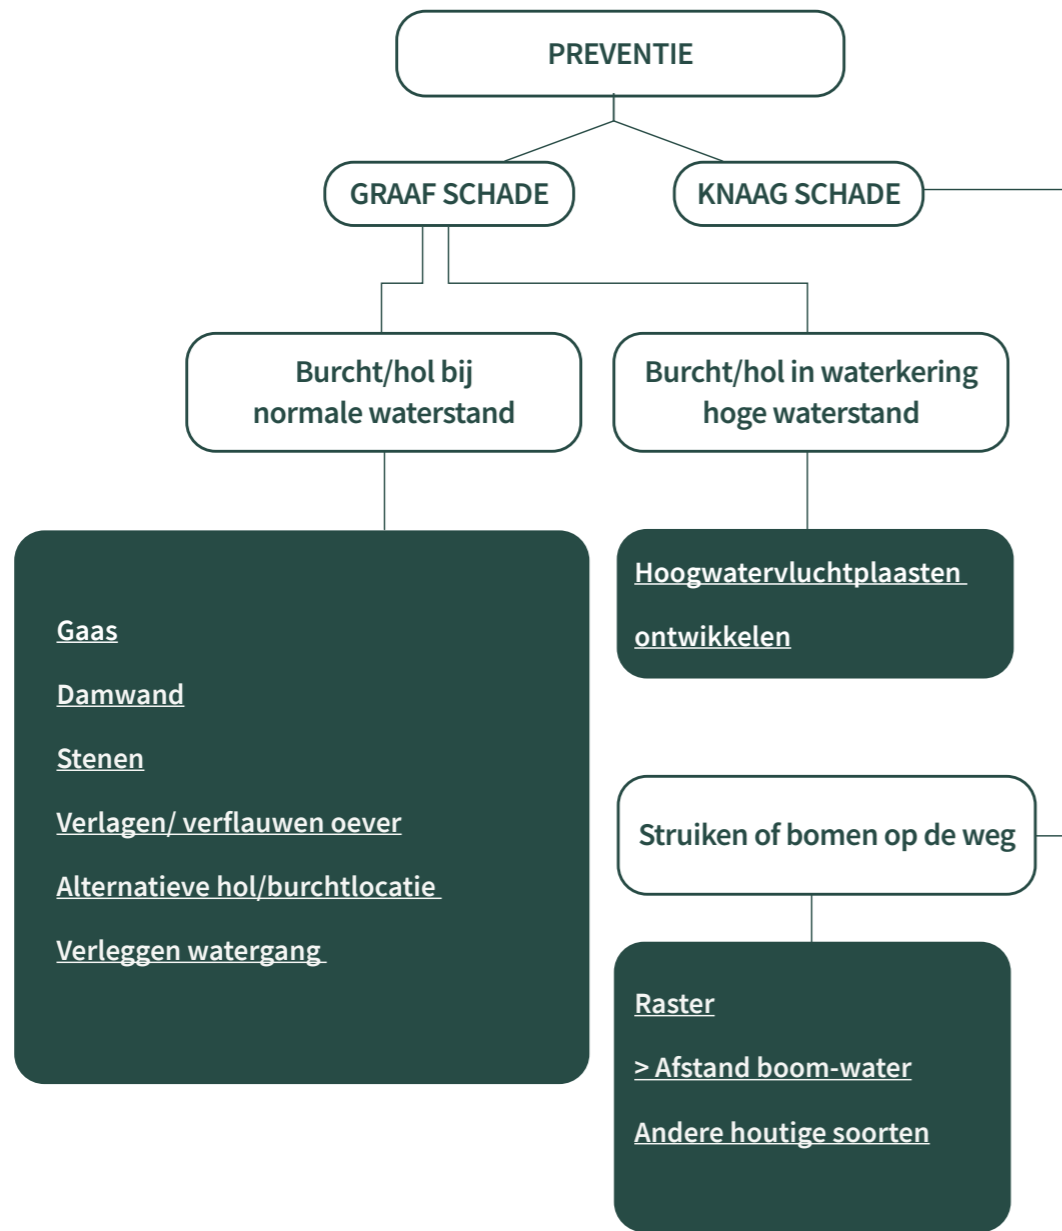 PREVENTIE
GRAAF SCHADE
KNAAG SCHADE
Burcht/hol bij
normale waterstand
Burcht/hol in waterkering
hoge waterstand
Gaas
Damwand
Stenen
Verlagen/ verflauwen oever
Alternatieve hol/burchtlocatie
Verleggen watergang
Hoogwatervluchtplaasten
ontwikkelen
Struiken of bomen op de weg
Raster
> Afstand boom-water
Andere houtige soorten